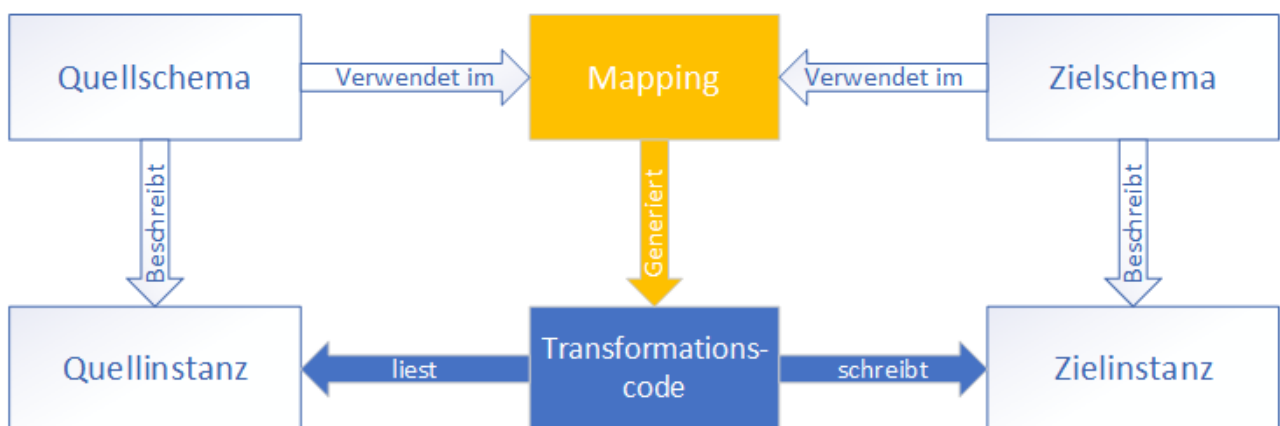 Quellschema
Verwendet im
Mapping
Verwendet im
Zielschema
Beschreibt
Generiert
Beschreibt
Quellinstanz
liest
Transformations-
code
schreibt
Zielinstanz